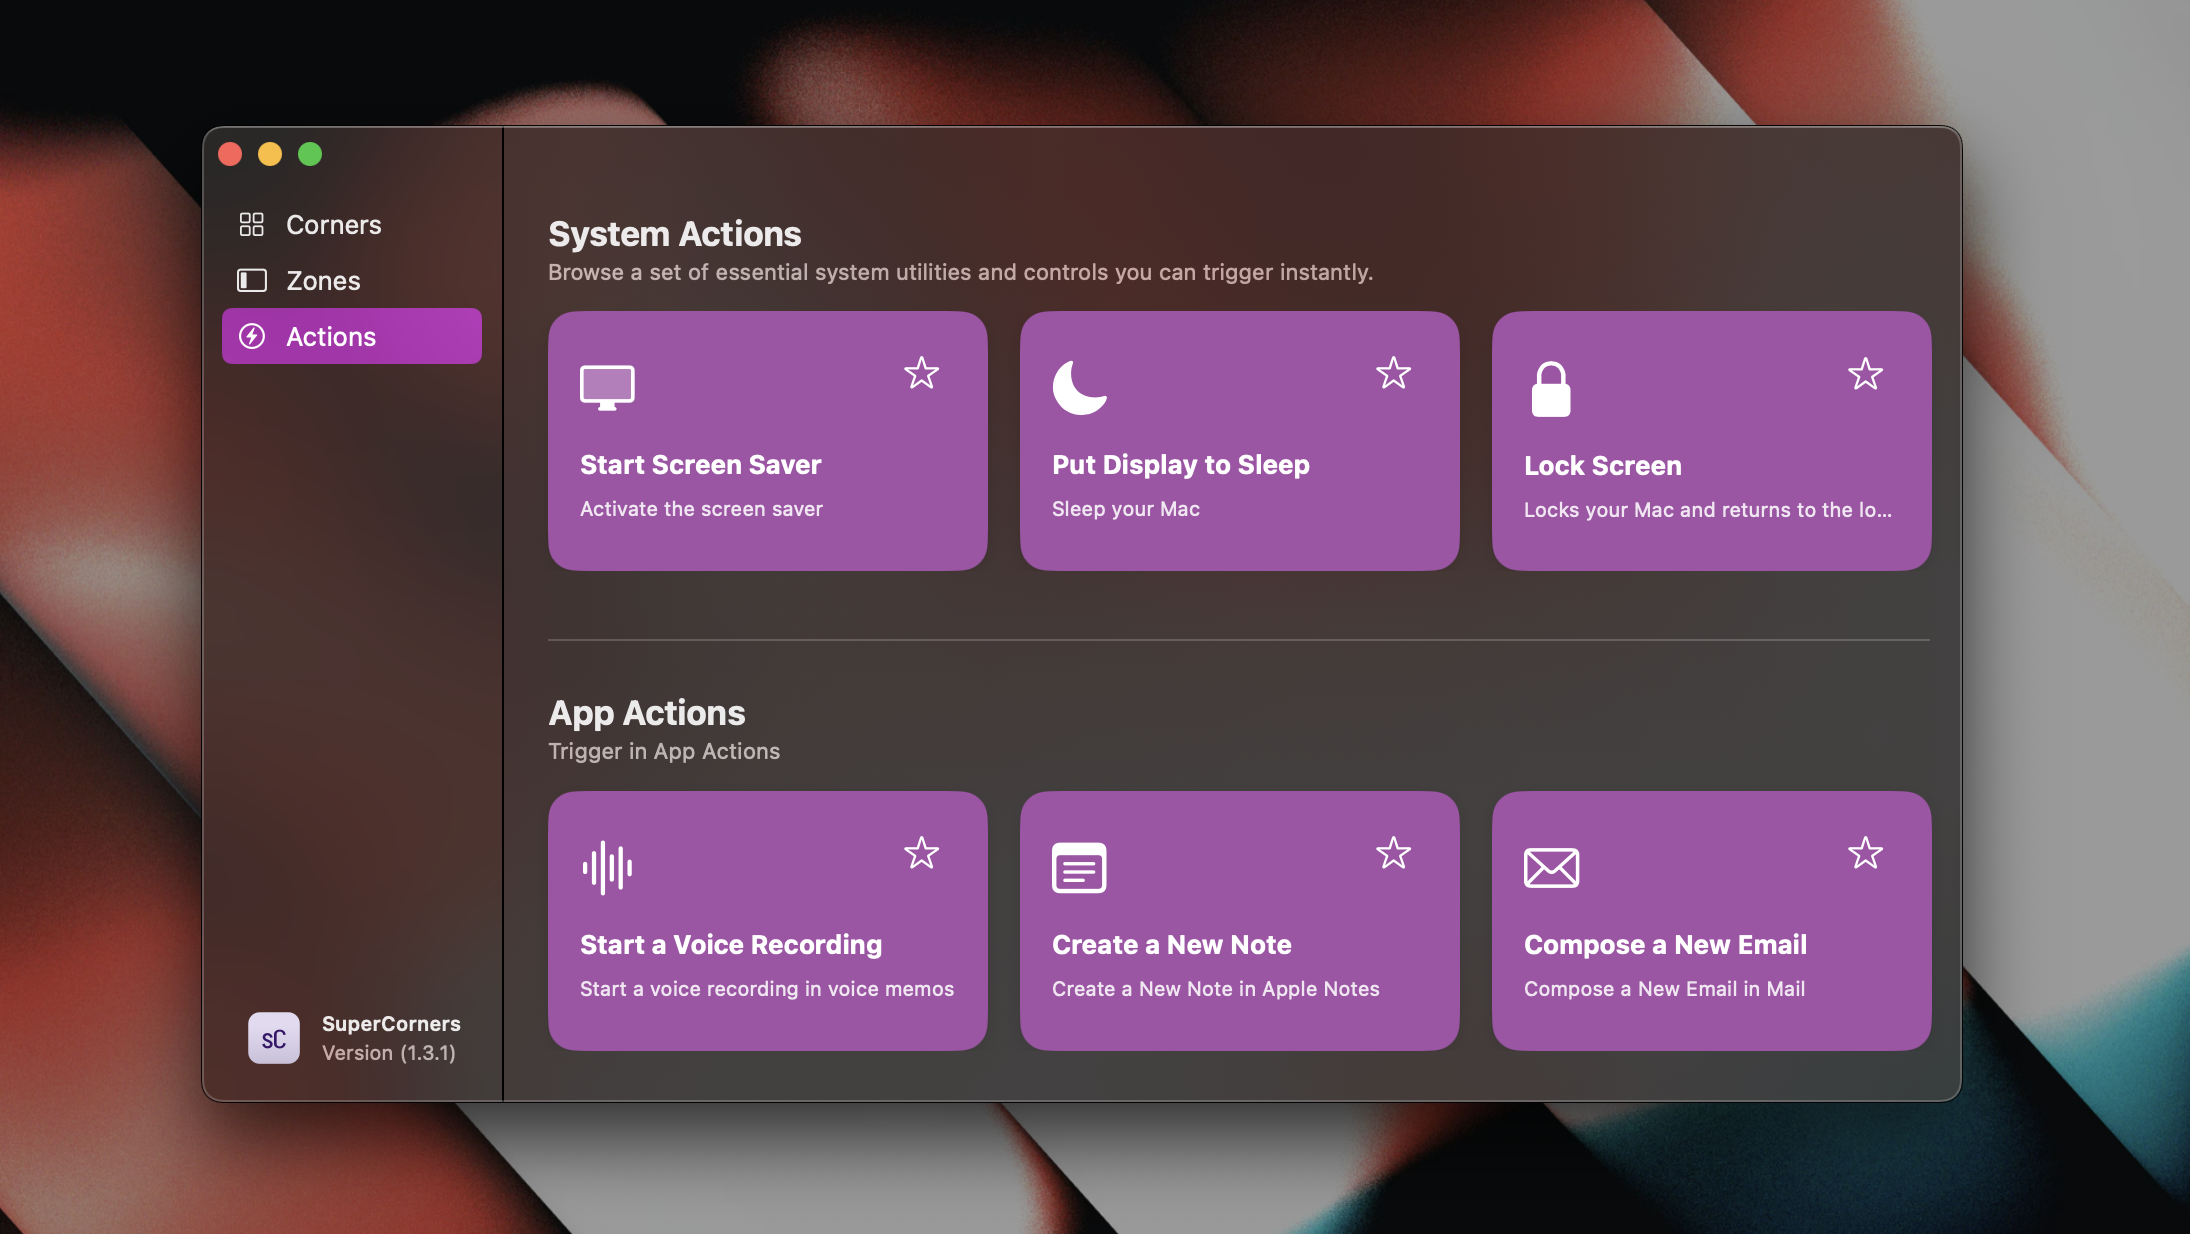 Corners
Zones
Actions
SuperCorners
Version (1.3.1)
sC
System Actions
Browse a set of essential system utilities and controls you can trigger instantly.
Start Screen Saver
Activate the screen saver
Put Display to Sleep
Sleep your Mac
Lock Screen
Locks your Mac and returns to the lo...
App Actions
Trigger in App Actions
Start a Voice Recording
Start a voice recording in voice memos
Create a New Note
Create a New Note in Apple Notes
Compose a New Email
Compose a New Email in Mail